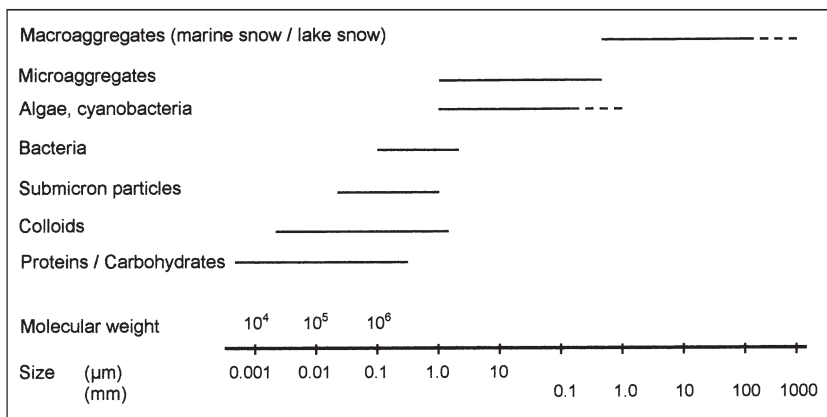 Macroaggregates (marine snow / lake snow)
Microaggregates
Algae, cyanobacteria
Bacteria
Submicron particles
Colloids
Proteins / Carbohydrates
Molecular weight 10⁴ 10⁵ 10⁶
Size (µm) 0.001 0.01 0.1 1.0 10
(mm) 0.1 1.0 10 100 1000